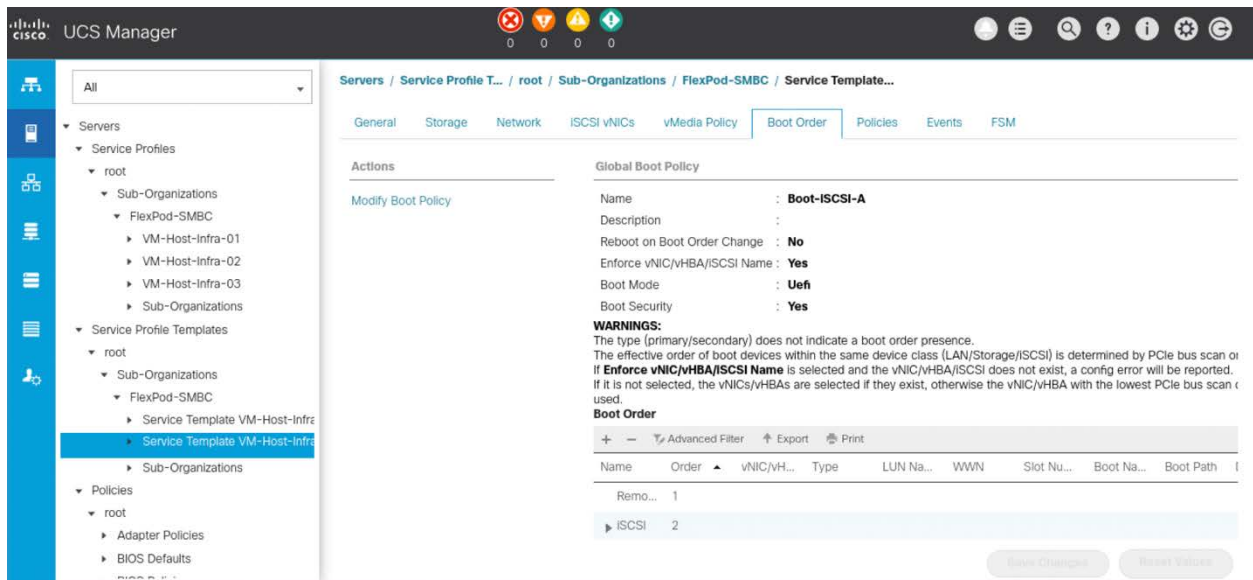 cisco UCS Manager
0 0 0 0
All
Servers
Service Profiles
root
Sub-Organizations
FlexPod-SMBC
VM-Host-Infra-01
VM-Host-Infra-02
VM-Host-Infra-03
Sub-Organizations
Service Profile Templates
root
Sub-Organizations
FlexPod-SMBC
Service Template VM-Host-Infra
Service Template VM-Host-Infra
Sub-Organizations
Policies
root
Adapter Policies
BIOS Defaults
Servers / Service Profile T... / root / Sub-Organizations / FlexPod-SMBC / Service Template...
General Storage Network iSCSI vNICs vMedia Policy Boot Order Policies Events FSM
Actions
Modify Boot Policy
Global Boot Policy
Name : Boot-iSCSI-A
Description :
Reboot on Boot Order Change : No
Enforce vNIC/vHBA/iSCSI Name : Yes
Boot Mode : Uefi
Boot Security : Yes
WARNINGS:
The type (primary/secondary) does not indicate a boot order presence.
The effective order of boot devices within the same device class (LAN/Storage/iSCSI) is determined by PCIe bus scan or
If Enforce vNIC/vHBA/iSCSI Name is selected and the vNIC/vHBA/iSCSI does not exist, a config error will be reported.
If it is not selected, the vNICs/vHBAs are selected if they exist, otherwise the vNIC/vHBA with the lowest PCIe bus scan
used.
Boot Order
+ − Advanced Filter Export Print
Name Order vNIC/vH... Type LUN Na... WWN Slot Nu... Boot Na... Boot Path
Remo... 1
iSCSI 2
Save Changes Reset Values